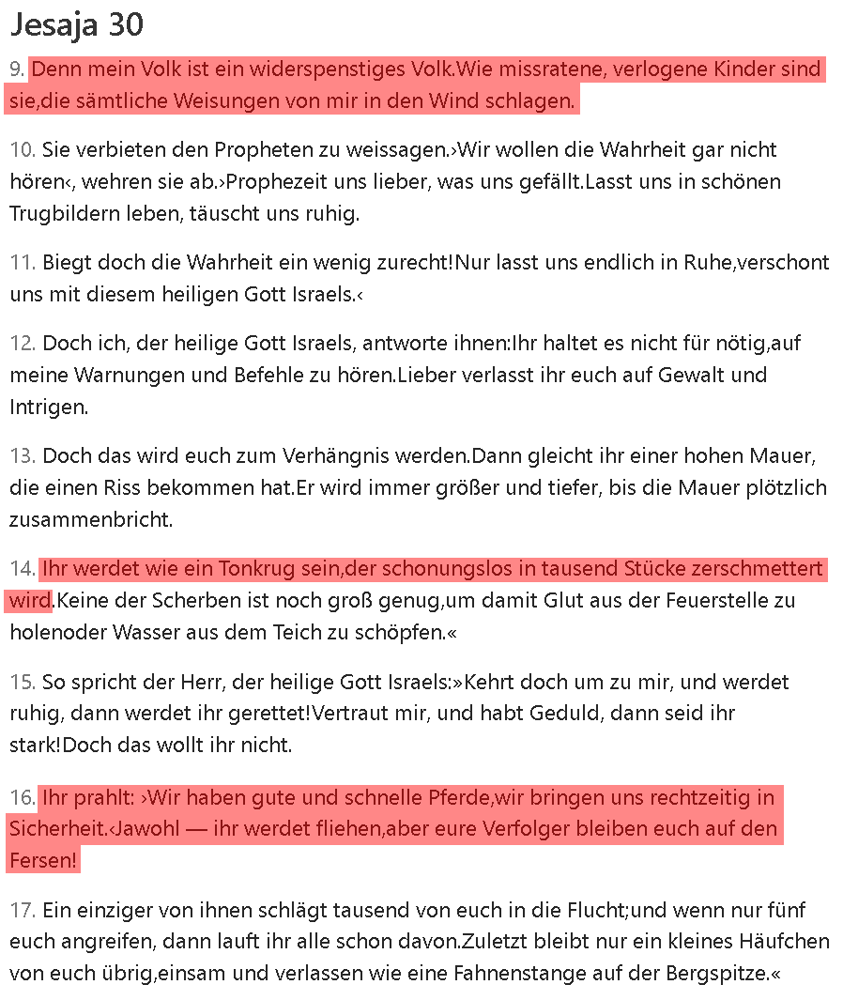 Jesaja 30
9. Denn mein Volk ist ein widerspenstiges Volk.Wie missratene, verlogene Kinder sind
sie,die sämtliche Weisungen von mir in den Wind schlagen.
10. Sie verbieten den Propheten zu weissagen.›Wir wollen die Wahrheit gar nicht
hören‹, wehren sie ab.›Prophezeit uns lieber, was uns gefällt.Lasst uns in schönen
Trugbildern leben, täuscht uns ruhig.
11. Biegt doch die Wahrheit ein wenig zurecht!Nur lasst uns endlich in Ruhe,verschont
uns mit diesem heiligen Gott Israels.‹
12. Doch ich, der heilige Gott Israels, antworte ihnen:Ihr haltet es nicht für nötig,auf
meine Warnungen und Befehle zu hören.Lieber verlasst ihr euch auf Gewalt und
Intrigen.
13. Doch das wird euch zum Verhängnis werden.Dann gleicht ihr einer hohen Mauer,
die einen Riss bekommen hat.Er wird immer größer und tiefer, bis die Mauer plötzlich
zusammenbricht.
14. Ihr werdet wie ein Tonkrug sein,der schonungslos in tausend Stücke zerschmettert
wird.Keine der Scherben ist noch groß genug,um damit Glut aus der Feuerstelle zu
holenoder Wasser aus dem Teich zu schöpfen.«
15. So spricht der Herr, der heilige Gott Israels:»Kehrt doch um zu mir, und werdet
ruhig, dann werdet ihr gerettet!Vertraut mir, und habt Geduld, dann seid ihr
stark!Doch das wollt ihr nicht.
16. Ihr prahlt: ›Wir haben gute und schnelle Pferde,wir bringen uns rechtzeitig in
Sicherheit.‹Jawohl — ihr werdet fliehen,aber eure Verfolger bleiben euch auf den
Fersen!
17. Ein einziger von ihnen schlägt tausend von euch in die Flucht;und wenn nur fünf
euch angreifen, dann lauft ihr alle schon davon.Zuletzt bleibt nur ein kleines Häufchen
von euch übrig,einsam und verlassen wie eine Fahnenstange auf der Bergspitze.«